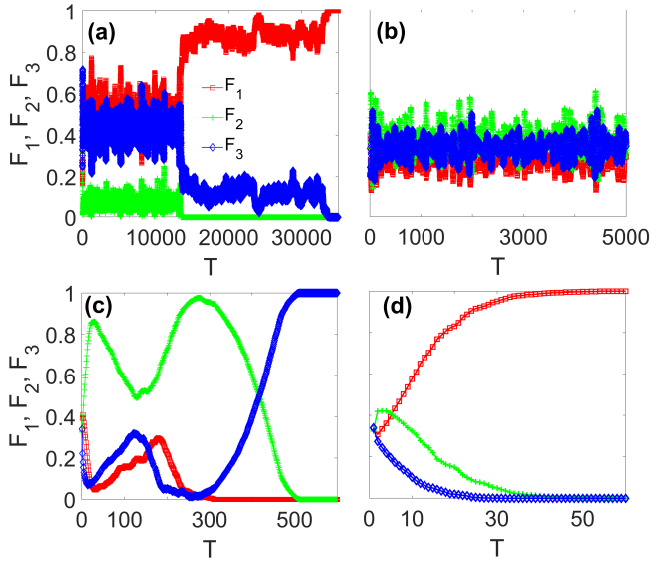 (a)
(b)
F₁, F₂, F₃
1
0.8
0.6
0.4
0.2
0
F₁
F₂
F₃
0 10000 20000 30000
T
0 1000 3000 5000
T
(c)
(d)
F₁, F₂, F₃
1
0.8
0.6
0.4
0.2
0
0 100 300 500
T
0 10 30 50
T